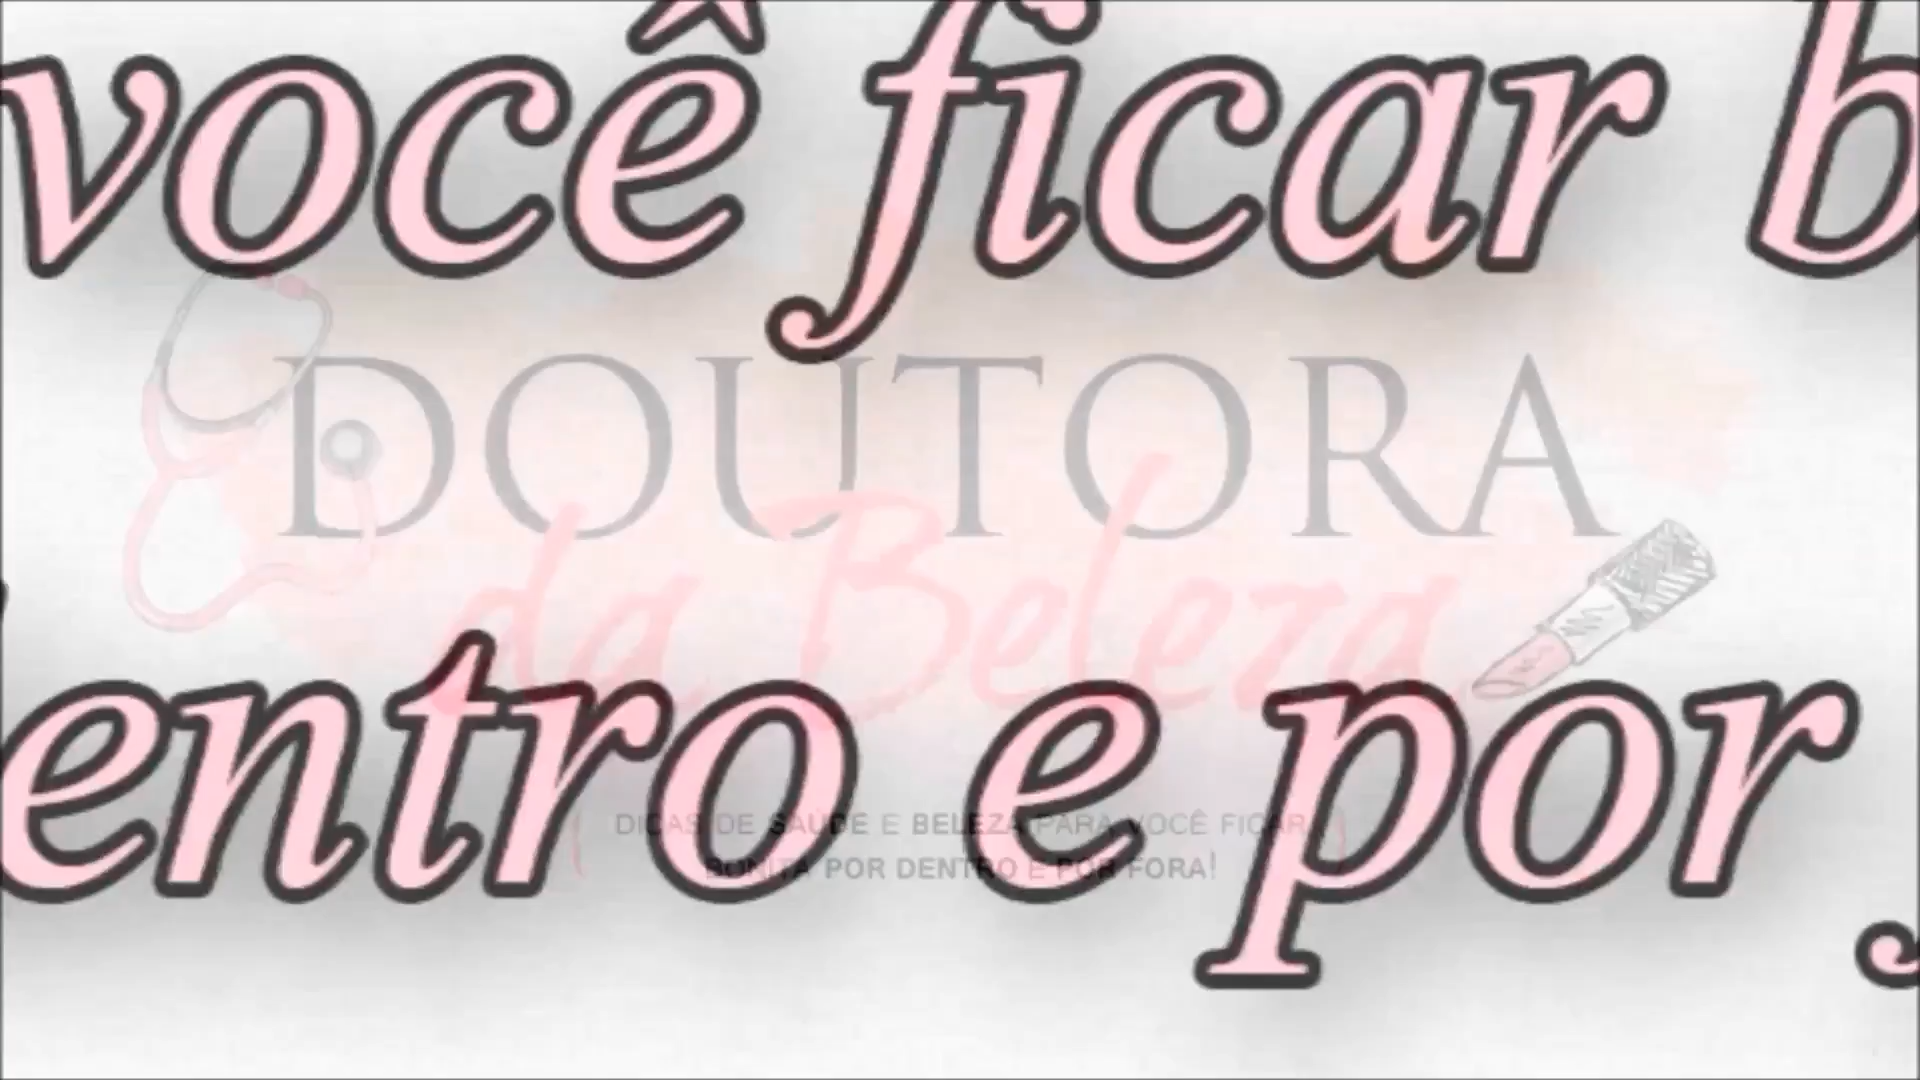 você ficar b
DOUTORA
da Beleza
entro e por
DICAS DE SAÚDE E BELEZA PARA VOCÊ FICAR
BONITA POR DENTRO E POR FORA!